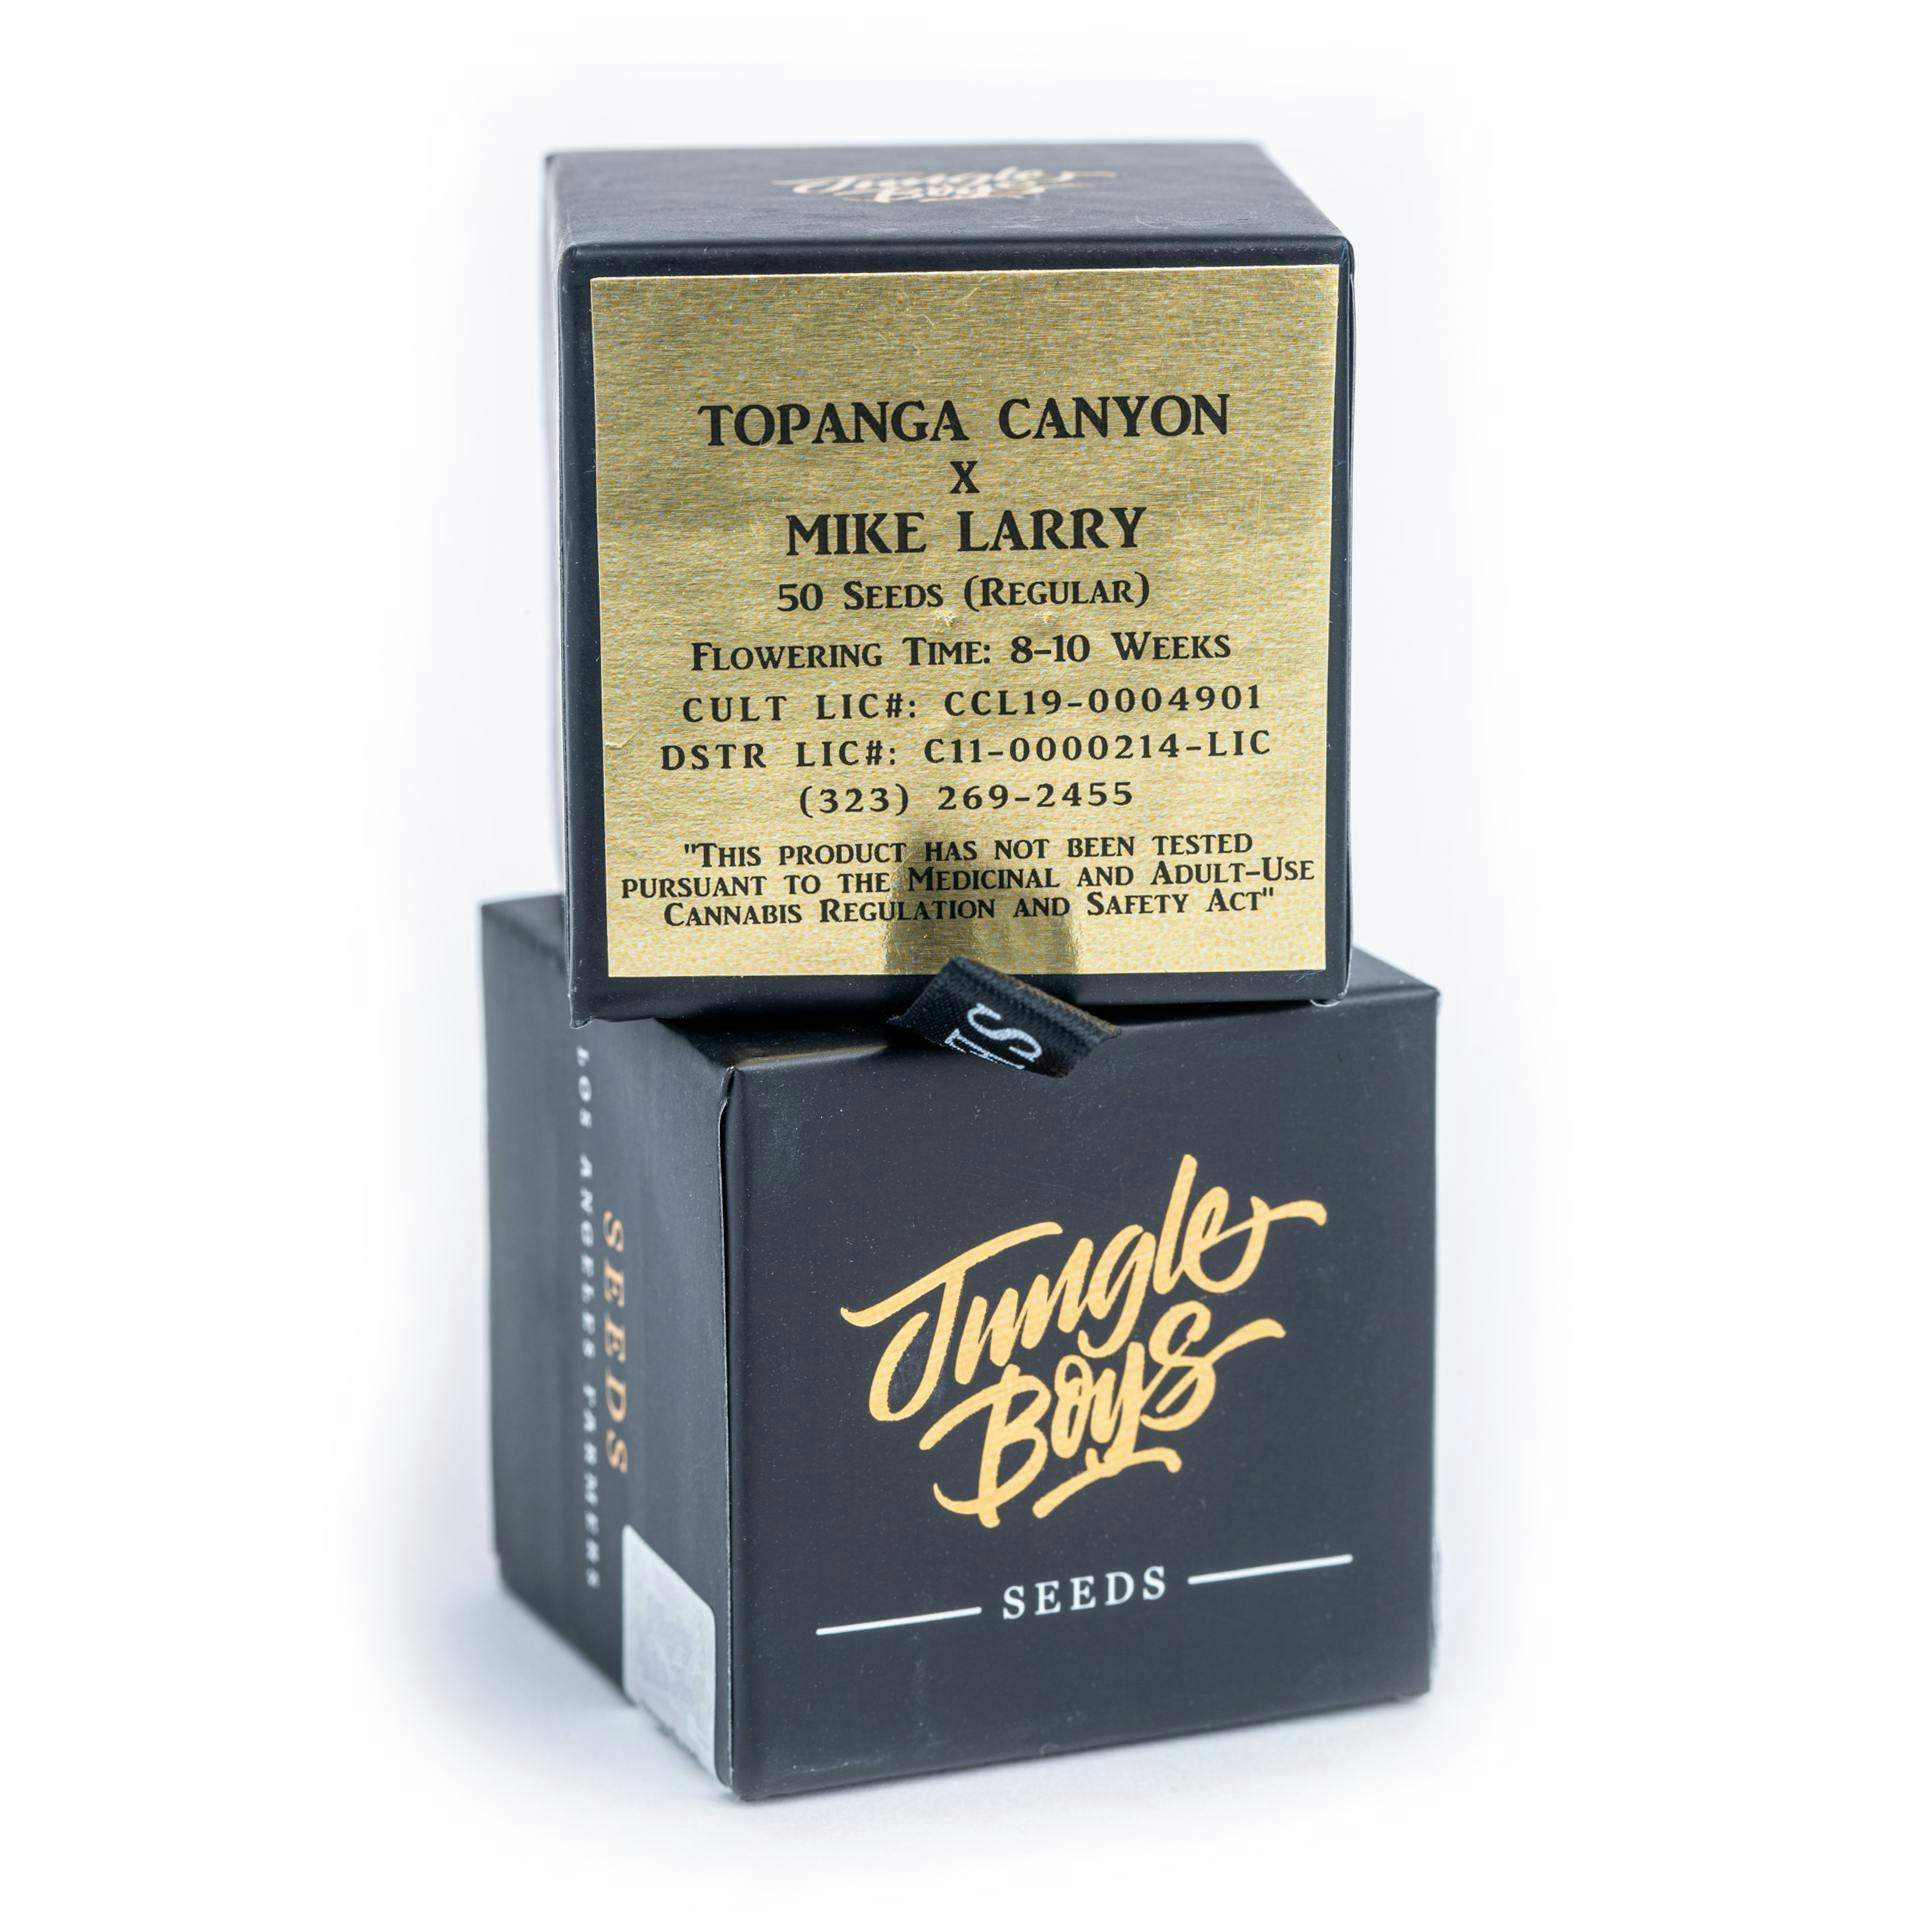 Jungle
Boys
TOPANGA CANYON
X
MIKE LARRY
50 SEEDS (REGULAR)
FLOWERING TIME: 8-10 WEEKS
CULT LIC#: CCL19-0004901
DSTR LIC#: C11-0000214-LIC
(323) 269-2455
"THIS PRODUCT HAS NOT BEEN TESTED
PURSUANT TO THE MEDICINAL AND ADULT-USE
CANNABIS REGULATION AND SAFETY ACT"
SEEDS
LOS ANGELES FARMERS
Jungle
Boys
SEEDS